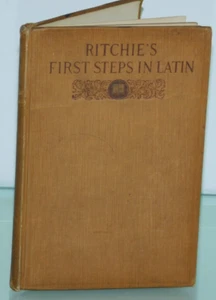 RITCHIE'S
FIRST STEPS IN LATIN